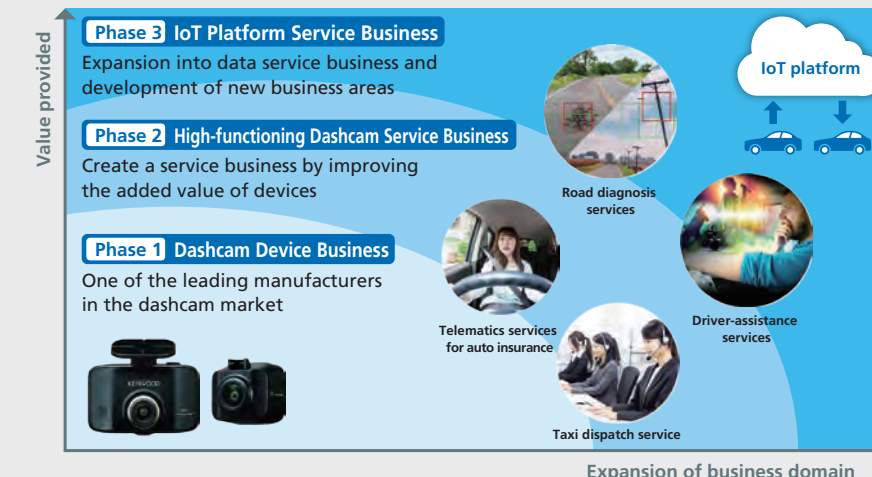 Value provided
Phase 3 IoT Platform Service Business
Expansion into data service business and
development of new business areas
IoT platform
Phase 2 High-functioning Dashcam Service Business
Create a service business by improving
the added value of devices
Road diagnosis
services
Phase 1 Dashcam Device Business
One of the leading manufacturers
in the dashcam market
Telematics services
for auto insurance
Driver-assistance
services
KENWOOD
Taxi dispatch service
Expansion of business domain